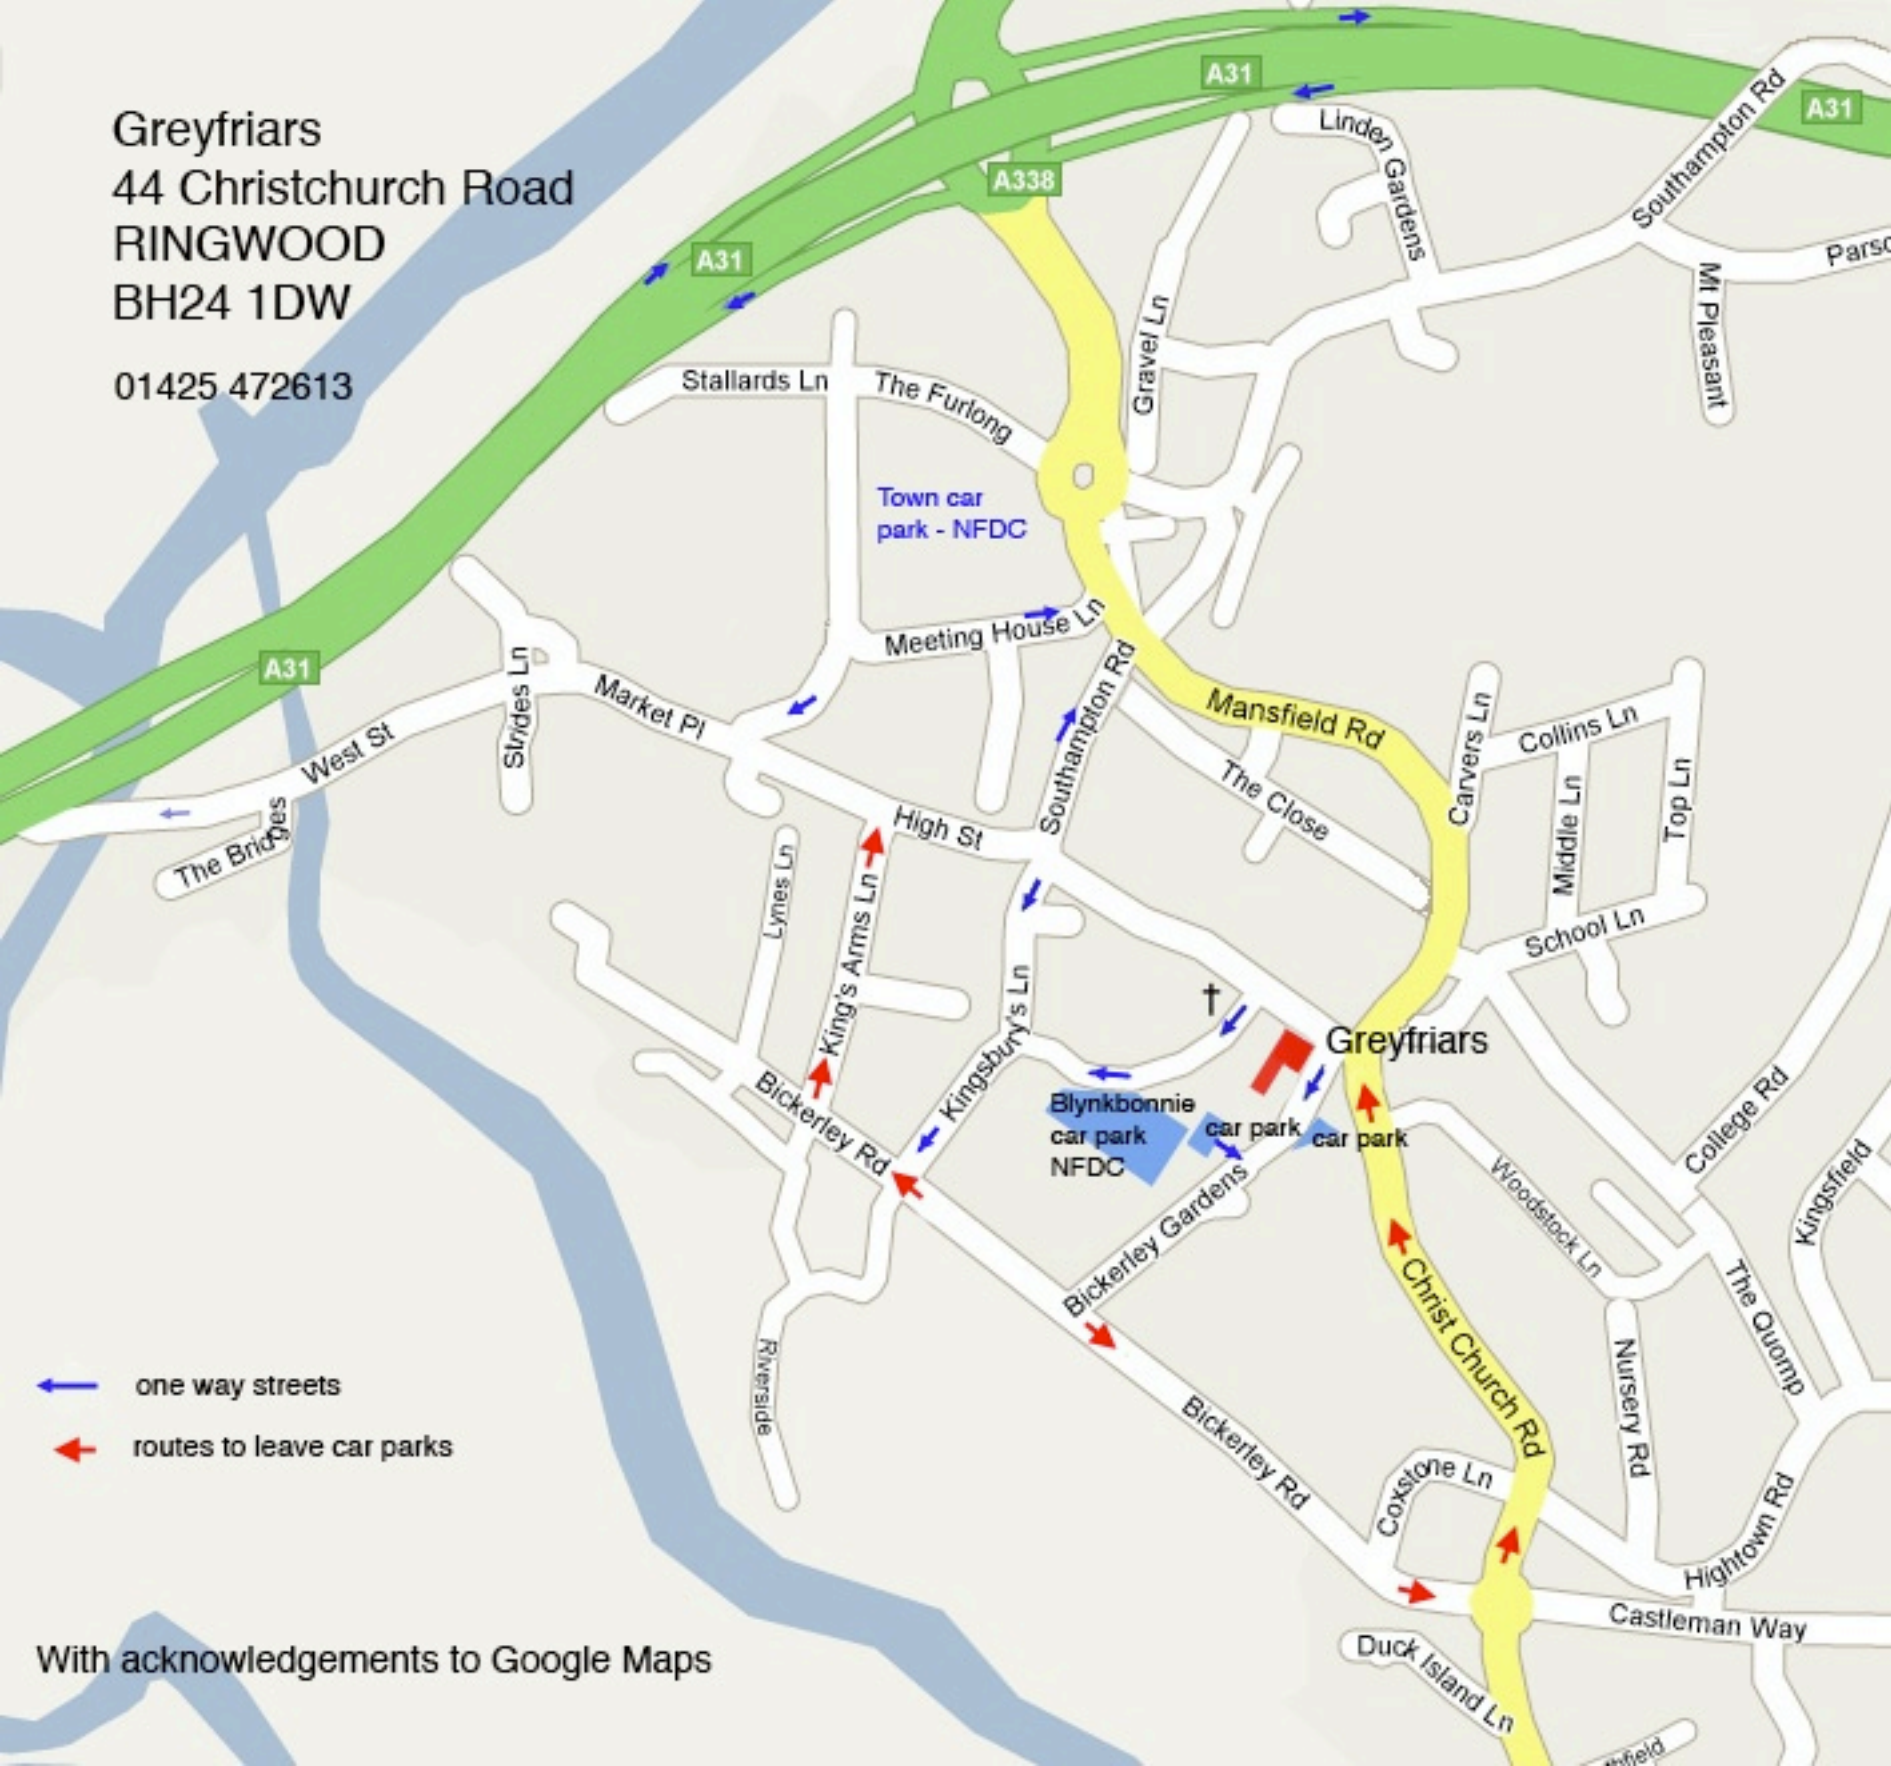 Greyfriars
44 Christchurch Road
RINGWOOD
BH24 1DW
01425 472613
A31
A31
A338
A31
A31
Linden Gardens
Southampton Rd
Mt Pleasant
Gravel Ln
Stallards Ln
The Furlong
Town car
park - NFDC
Meeting House Ln
Southampton Rd
Mansfield Rd
The Close
Carvers Ln
Collins Ln
Middle Ln
Top Ln
School Ln
Strides Ln
Market Pl
West St
The Bridges
High St
Lynes Ln
King's Arms Ln
Kingsbury's Ln
Bickerley Rd
†
Greyfriars
Blynkbonnie
car park
NFDC
car park
car park
Bickerley Gardens
Woodstock Ln
College Rd
Kingsfield
The Quomp
Christ Church Rd
Nursery Rd
Riverside
Bickerley Rd
Coxstone Ln
Hightown Rd
Castleman Way
Duck Island Ln
one way streets
routes to leave car parks
With acknowledgements to Google Maps